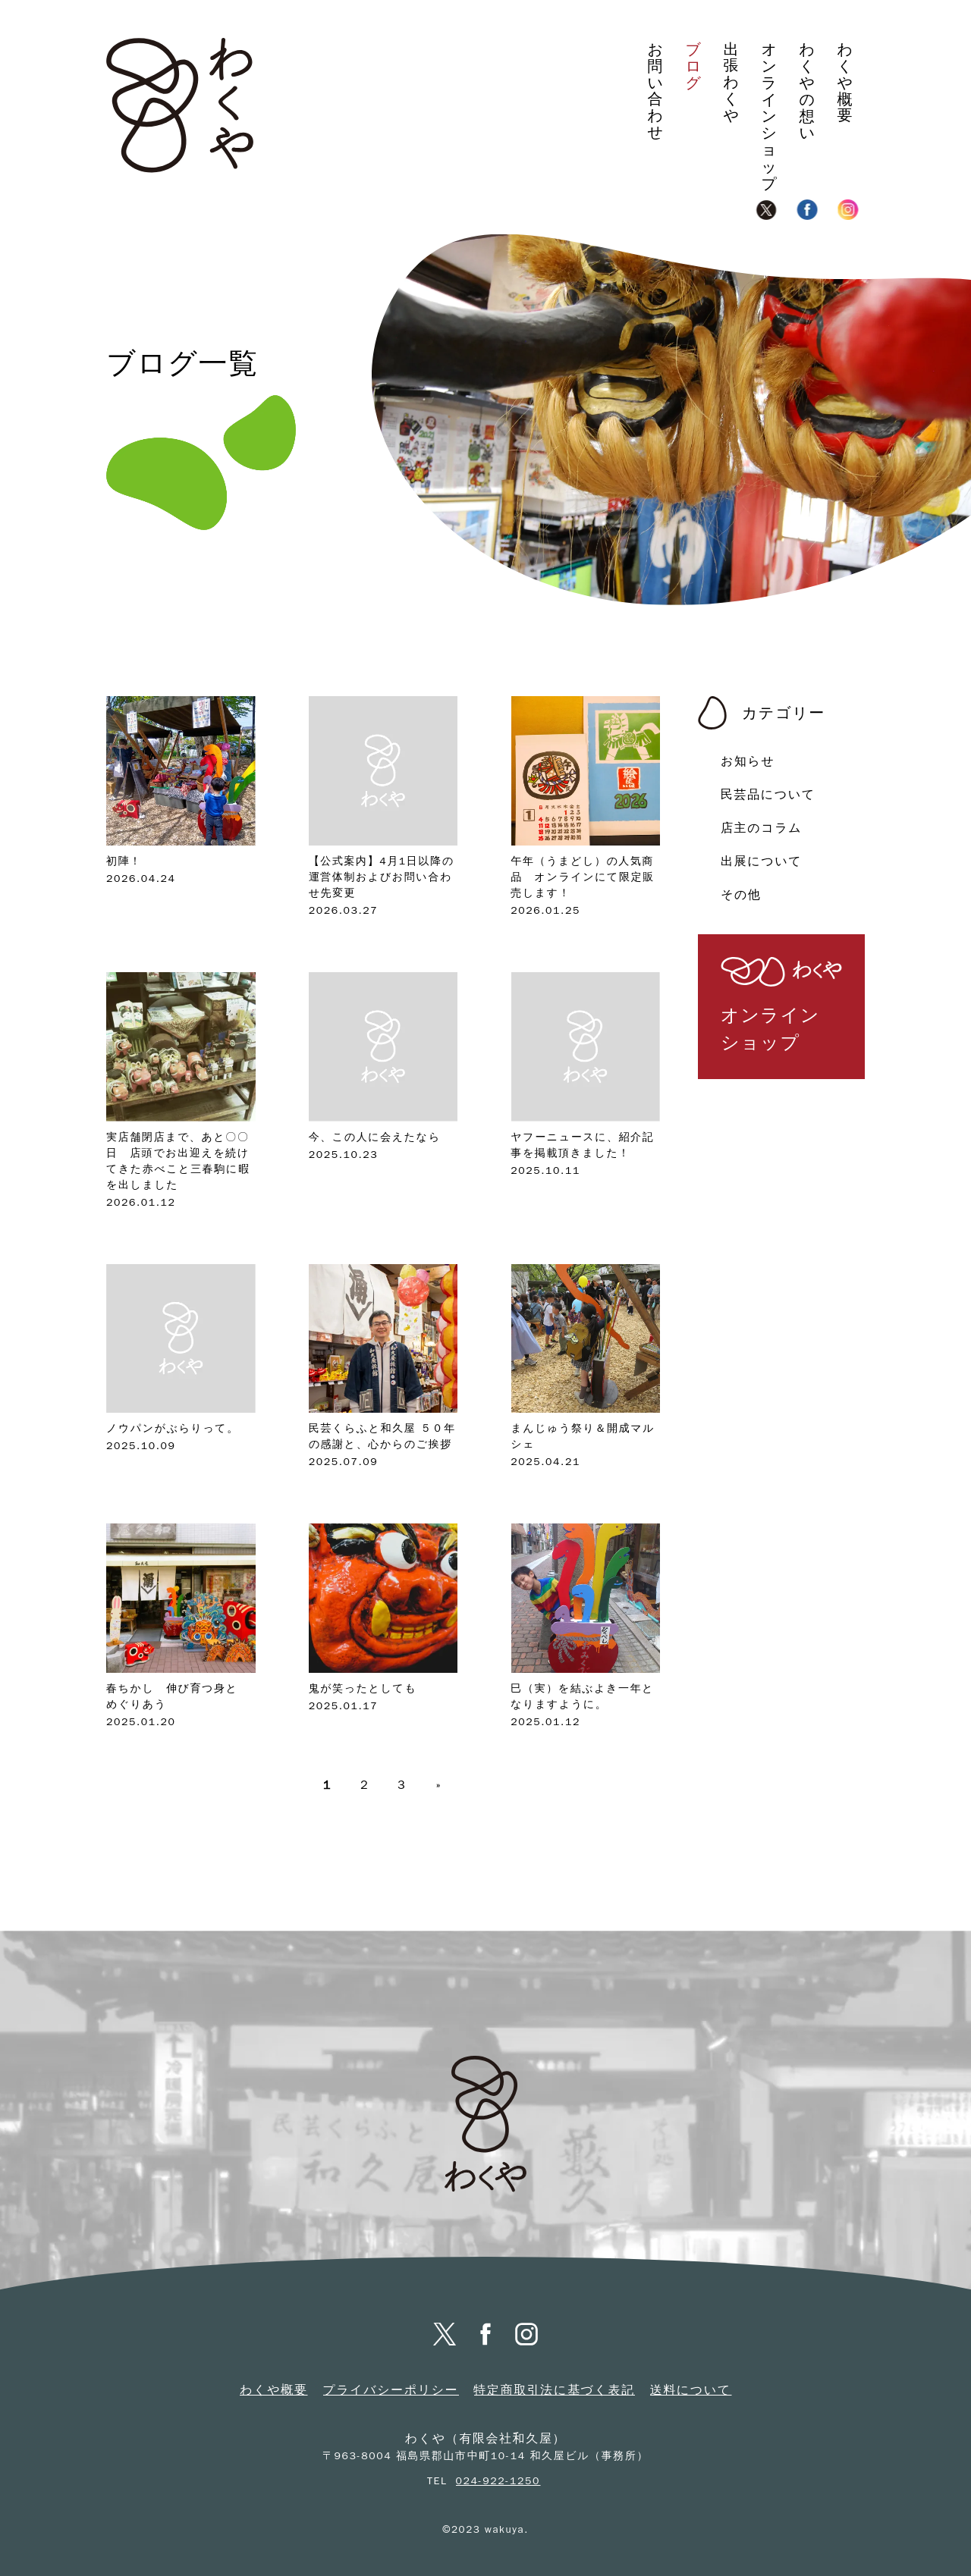 わくや
わくや概要
わくやの想い
オンラインショップ
出張わくや
ブログ
お問い合わせ
ブログ一覧
初陣！
2026.04.24
わくや
【公式案内】4月1日以降の
運営体制およびお問い合わ
せ先変更
2026.03.27
2026
午年（うまどし）の人気商
品　オンラインにて限定販
売します！
2026.01.25
実店舗閉店まで、あと〇〇
日　店頭でお出迎えを続け
てきた赤べこと三春駒に暇
を出しました
2026.01.12
わくや
今、この人に会えたなら
2025.10.23
わくや
ヤフーニュースに、紹介記
事を掲載頂きました！
2025.10.11
わくや
ノウパンがぶらりって。
2025.10.09
民芸くらふと和久屋 ５０年
の感謝と、心からのご挨拶
2025.07.09
まんじゅう祭り＆開成マル
シェ
2025.04.21
春ちかし　伸び育つ身と
めぐりあう
2025.01.20
鬼が笑ったとしても
2025.01.17
巳（実）を結ぶよき一年と
なりますように。
2025.01.12
1 2 3 »
カテゴリー
お知らせ
民芸品について
店主のコラム
出展について
その他
わくや
オンライン
ショップ
民芸くらふと
和久屋
わくや
わくや概要 プライバシーポリシー 特定商取引法に基づく表記 送料について
わくや（有限会社和久屋）
〒963-8004 福島県郡山市中町10-14 和久屋ビル（事務所）
TEL 024-922-1250
©2023 wakuya.